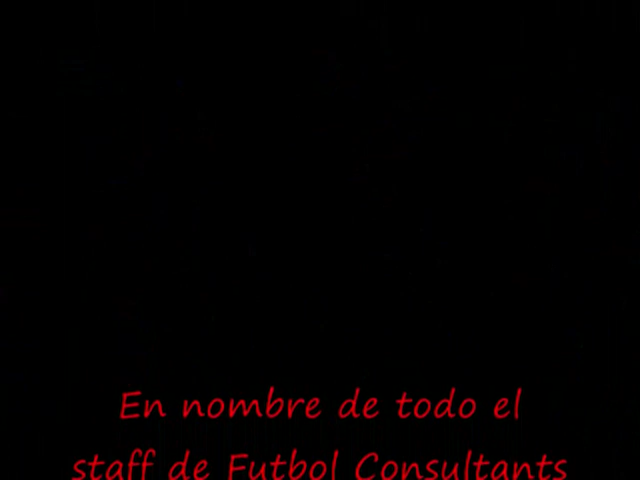 En nombre de todo el
staff de Futbol Consultants